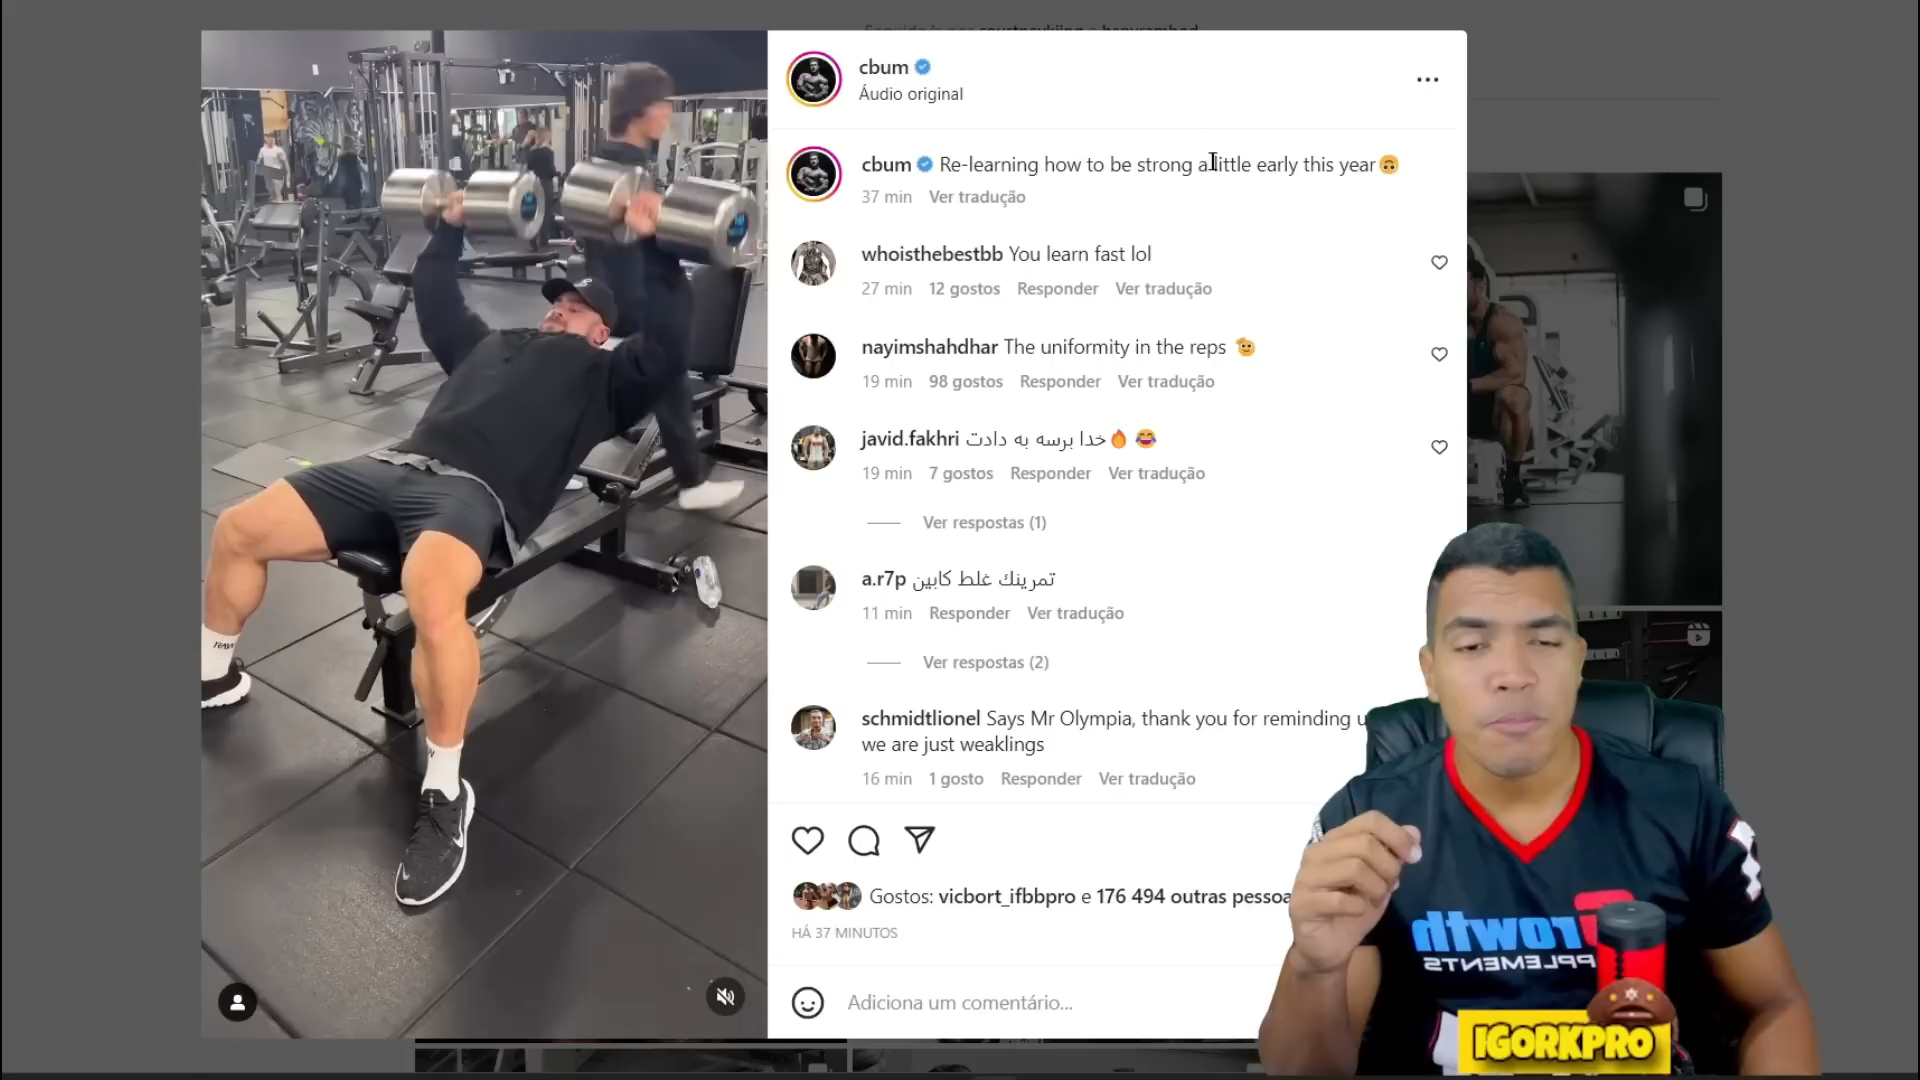 cbum
Áudio original
cbum Re-learning how to be strong a little early this year🙃
37 min Ver tradução
whoisthebestbb You learn fast lol
27 min 12 gostos Responder Ver tradução
nayimshahdhar The uniformity in the reps 🫡
19 min 98 gostos Responder Ver tradução
javid.fakhri خدا برسه به دادت🔥😂
19 min 7 gostos Responder Ver tradução
Ver respostas (1)
a.r7p تمرينك غلط كابين
11 min Responder Ver tradução
Ver respostas (2)
schmidtlionel Says Mr Olympia, thank you for reminding
we are just weaklings
16 min 1 gosto Responder Ver tradução
Gostos: vicbort_ifbbpro e 176 494 outras pessoa
HÁ 37 MINUTOS
Adiciona um comentário...
Growth
IGORKPRO